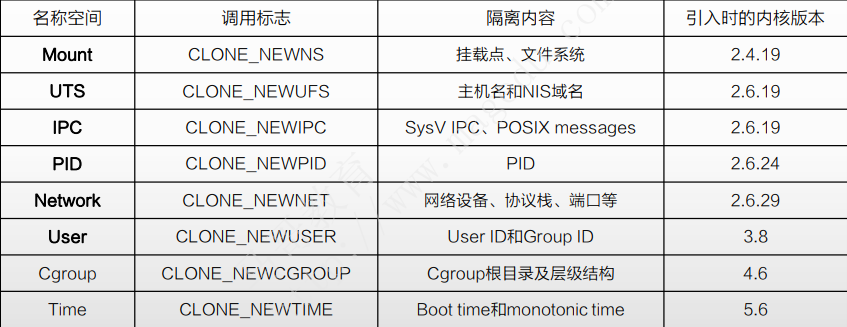 名称空间 调用标志 隔离内容 引入时的内核版本
Mount CLONE_NEWNS 挂载点、文件系统 2.4.19
UTS CLONE_NEWUFS 主机名和NIS域名 2.6.19
IPC CLONE_NEWIPC SysV IPC、POSIX messages 2.6.19
PID CLONE_NEWPID PID 2.6.24
Network CLONE_NEWNET 网络设备、协议栈、端口等 2.6.29
User CLONE_NEWUSER User ID和Group ID 3.8
Cgroup CLONE_NEWCGROUP Cgroup根目录及层级结构 4.6
Time CLONE_NEWTIME Boot time和monotonic time 5.6